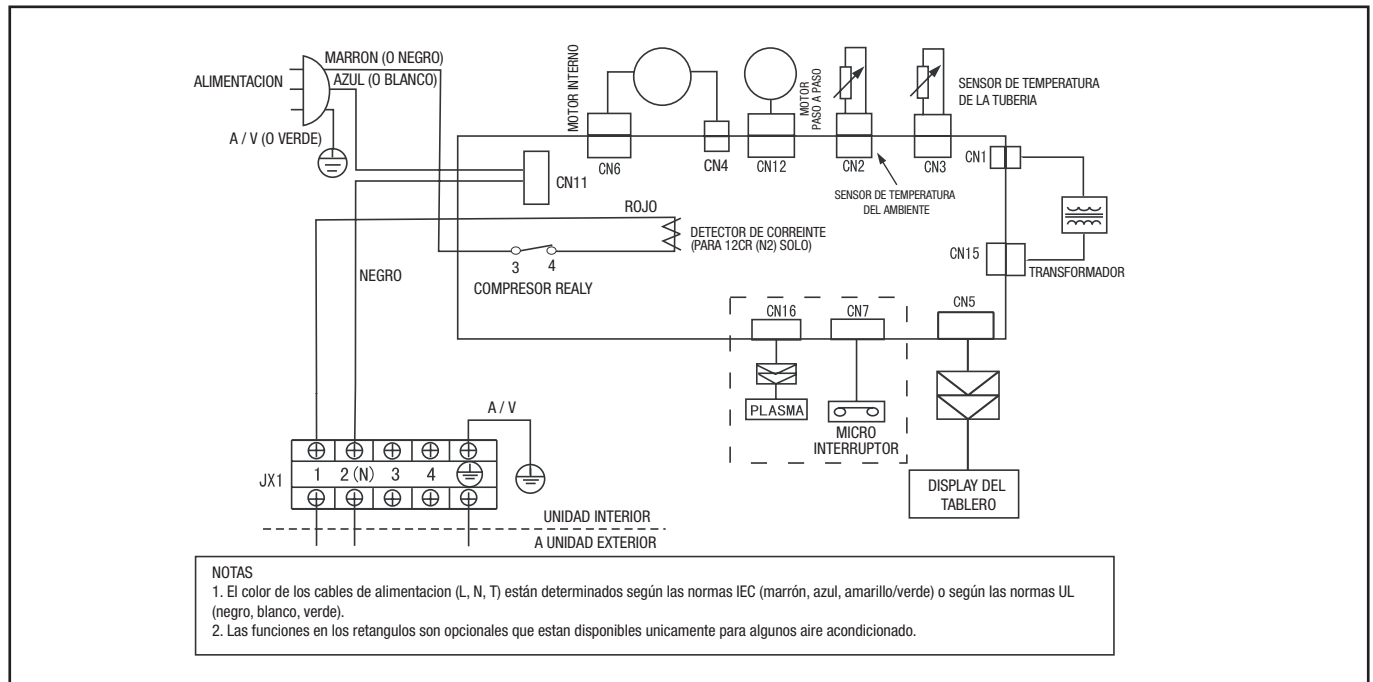 MARRON (O NEGRO)
ALIMENTACION
AZUL (O BLANCO)
A / V (O VERDE)
MOTOR INTERNO
MOTOR
PASO A PASO
SENSOR DE TEMPERATURA
DE LA TUBERIA
CN6
CN4
CN12
CN2
CN3
CN1
CN11
SENSOR DE TEMPERATURA
DEL AMBIENTE
ROJO
DETECTOR DE CORREINTE
(PARA 12CR (N2) SOLO)
CN15
TRANSFORMADOR
3 4
NEGRO
COMPRESOR REALY
CN16
CN7
CN5
PLASMA
MICRO
INTERRUPTOR
A / V
DISPLAY DEL
TABLERO
JX1
1 2 (N) 3 4
UNIDAD INTERIOR
A UNIDAD EXTERIOR
NOTAS
1. El color de los cables de alimentacion (L, N, T) están determinados según las normas IEC (marrón, azul, amarillo/verde) o según las normas UL
(negro, blanco, verde).
2. Las funciones en los retangulos son opcionales que estan disponibles unicamente para algunos aire acondicionado.